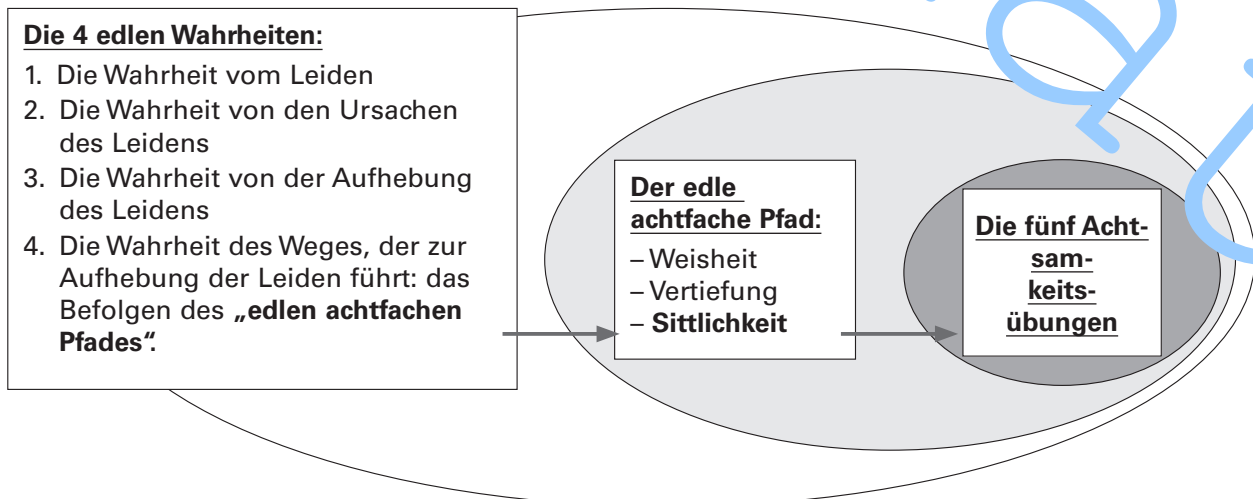 Die 4 edlen Wahrheiten:
1. Die Wahrheit vom Leiden
2. Die Wahrheit von den Ursachen
des Leidens
3. Die Wahrheit von der Aufhebung
des Leidens
4. Die Wahrheit des Weges, der zur
Aufhebung der Leiden führt: das
Befolgen des „edlen achtfachen
Pfades“.
Der edle
achtfache Pfad:
– Weisheit
– Vertiefung
– Sittlichkeit
Die fünf Acht-
sam-
keits-
übungen